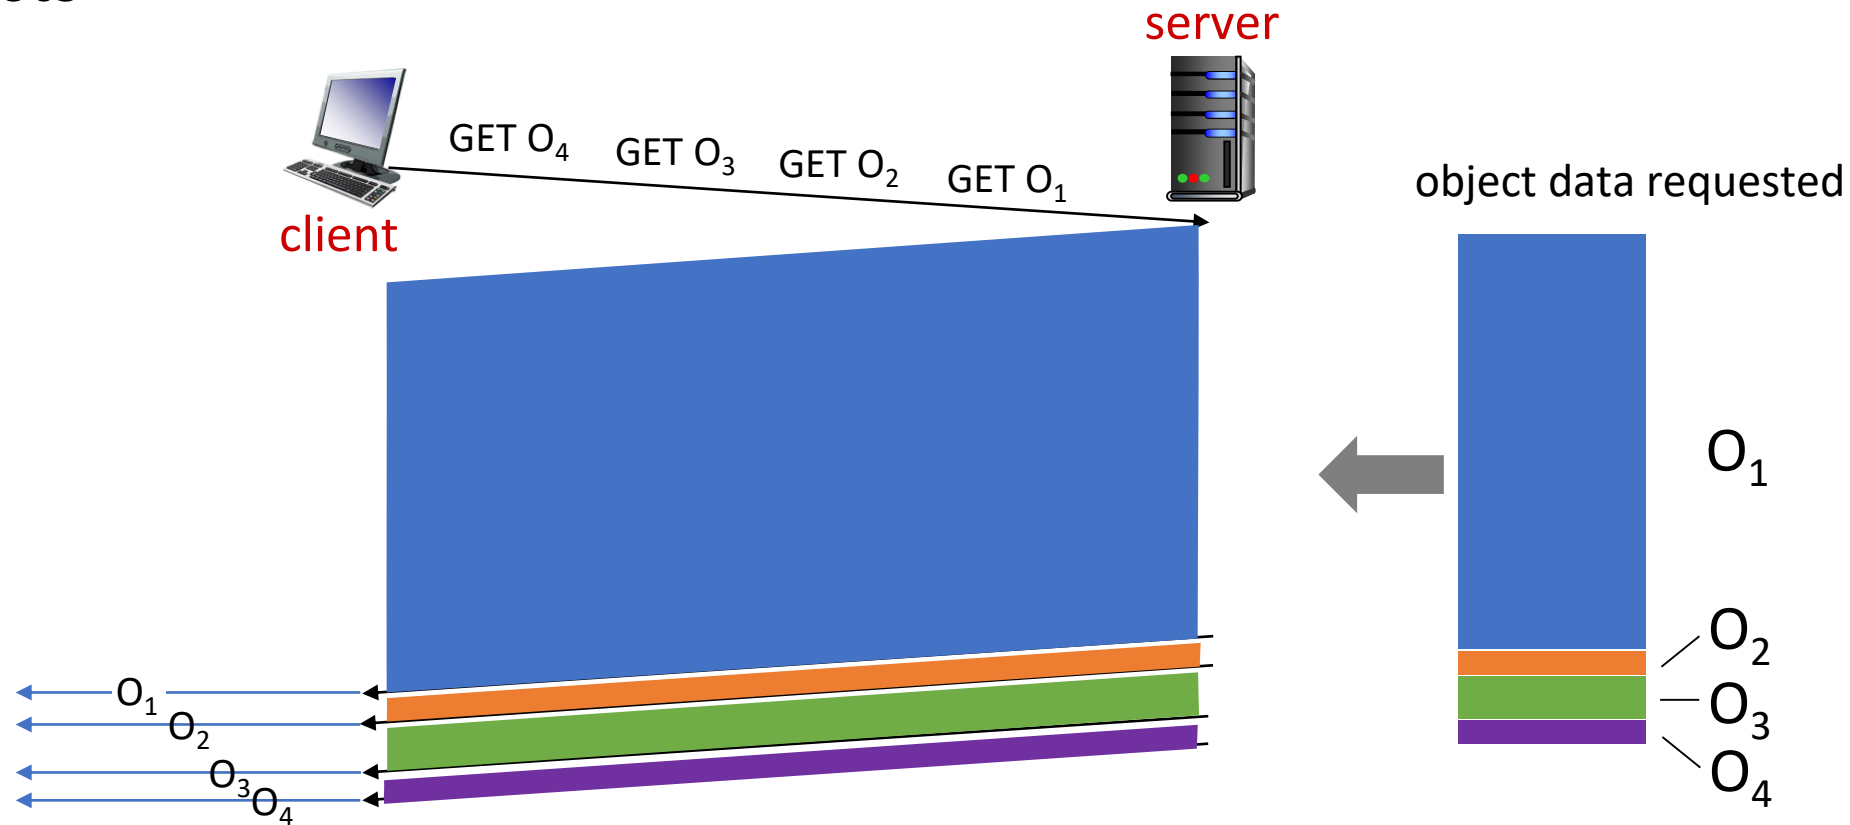 server
GET O₄
GET O₃
GET O₂
GET O₁
object data requested
client
O₁
O₂
O₃
O₄
O₁
O₂
O₃
O₄